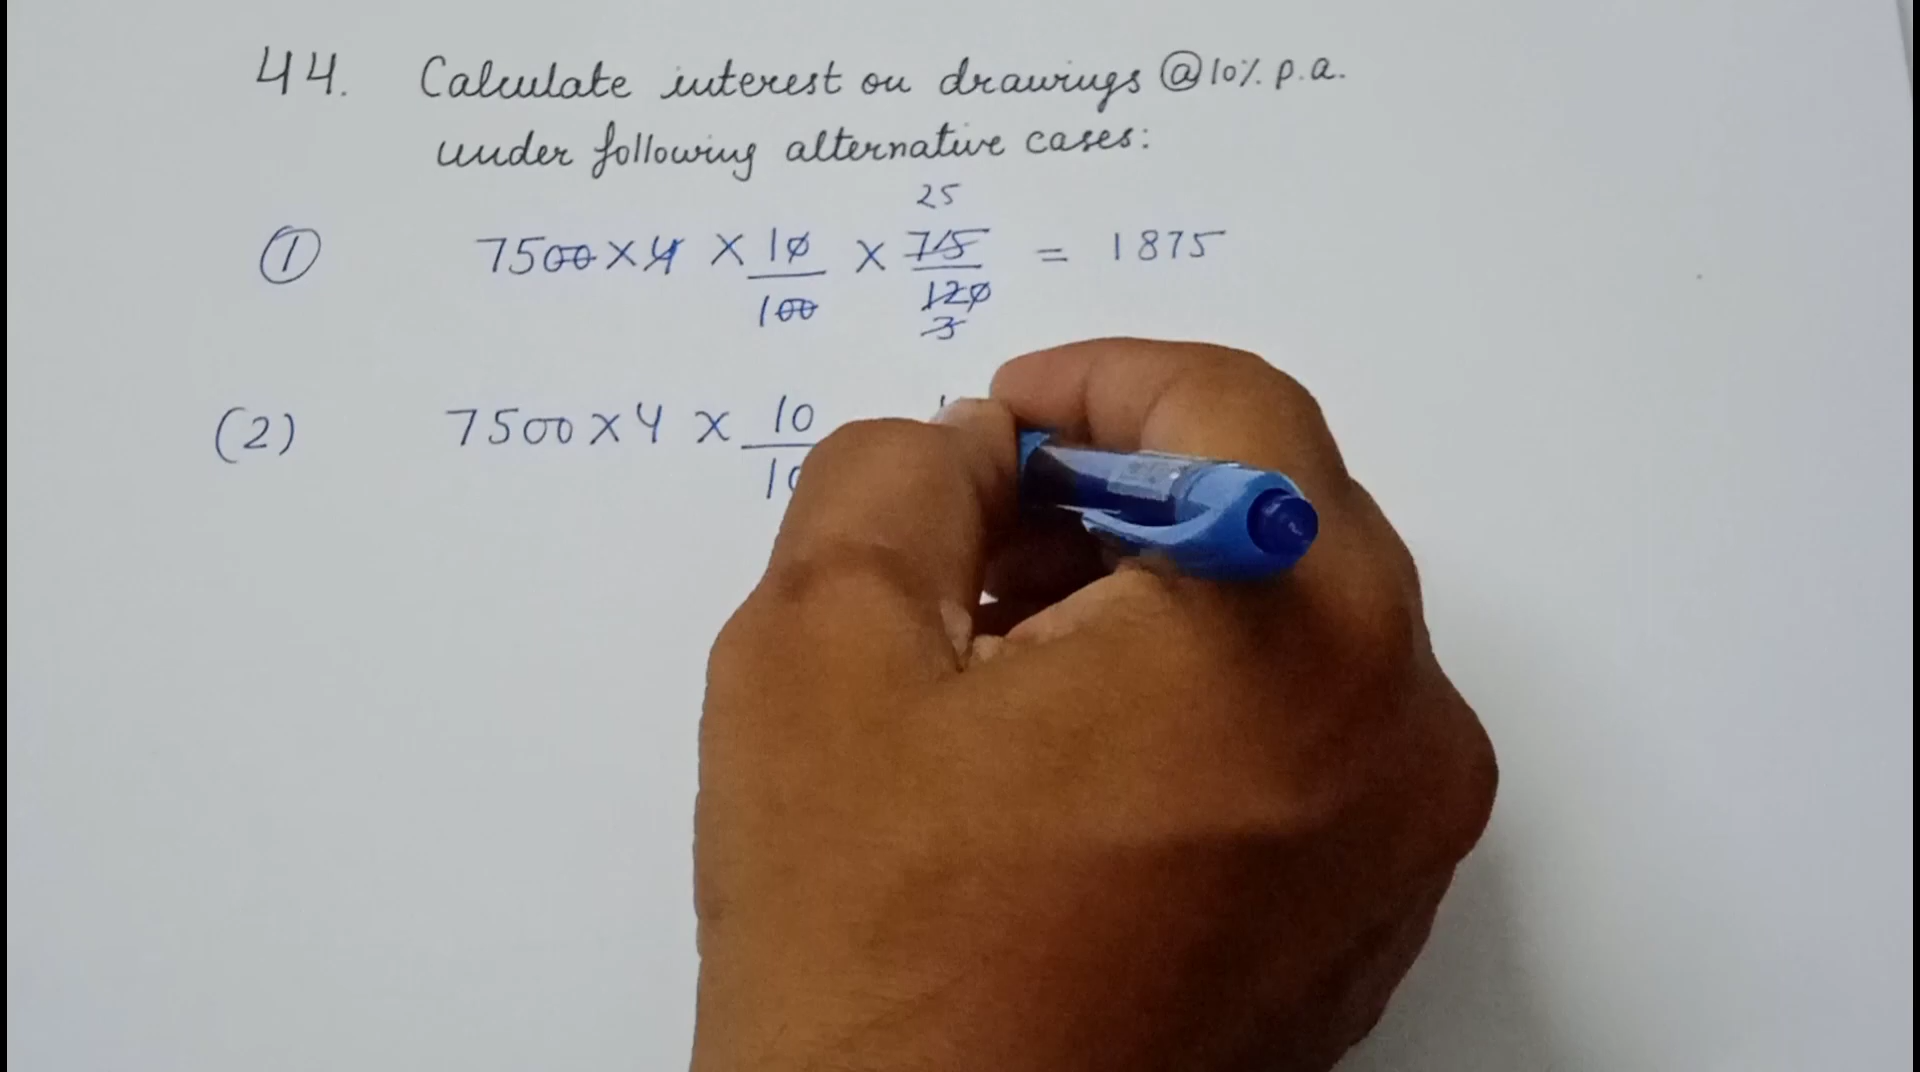 44. Calculate interest on drawings @10% p.a.
under following alternative cases:
25
① 7500 × 4 × 10/100 × 75/120 = 1875
3
(2) 7500 × 4 × 10